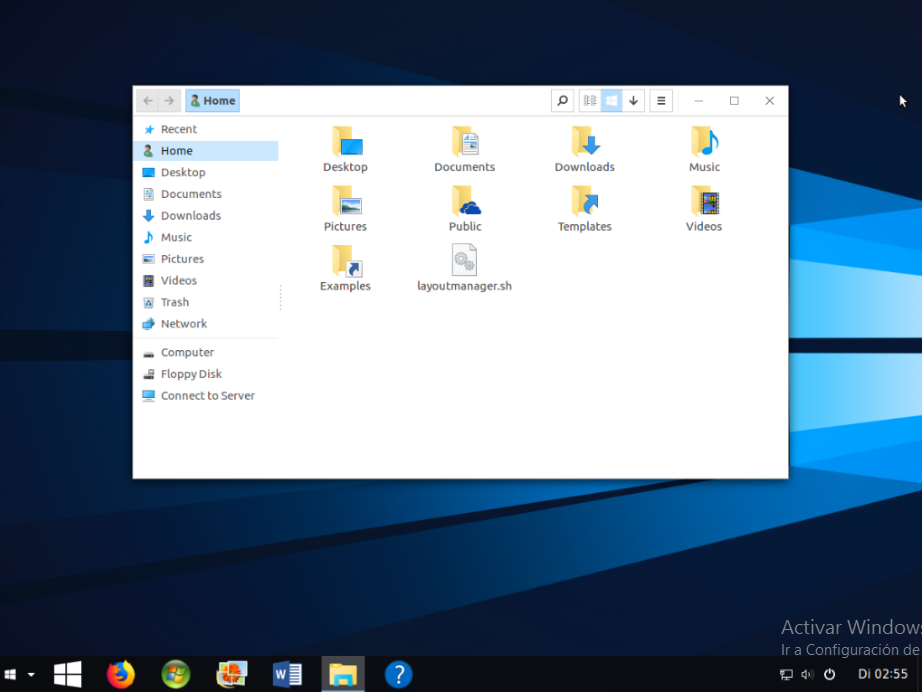 Home
Recent
Home
Desktop
Documents
Downloads
Music
Pictures
Videos
Trash
Network
Computer
Floppy Disk
Connect to Server
Desktop
Documents
Downloads
Music
Pictures
Public
Templates
Videos
Examples
layoutmanager.sh
Activar Windows
Ir a Configuración de
W
?
Di 02:55